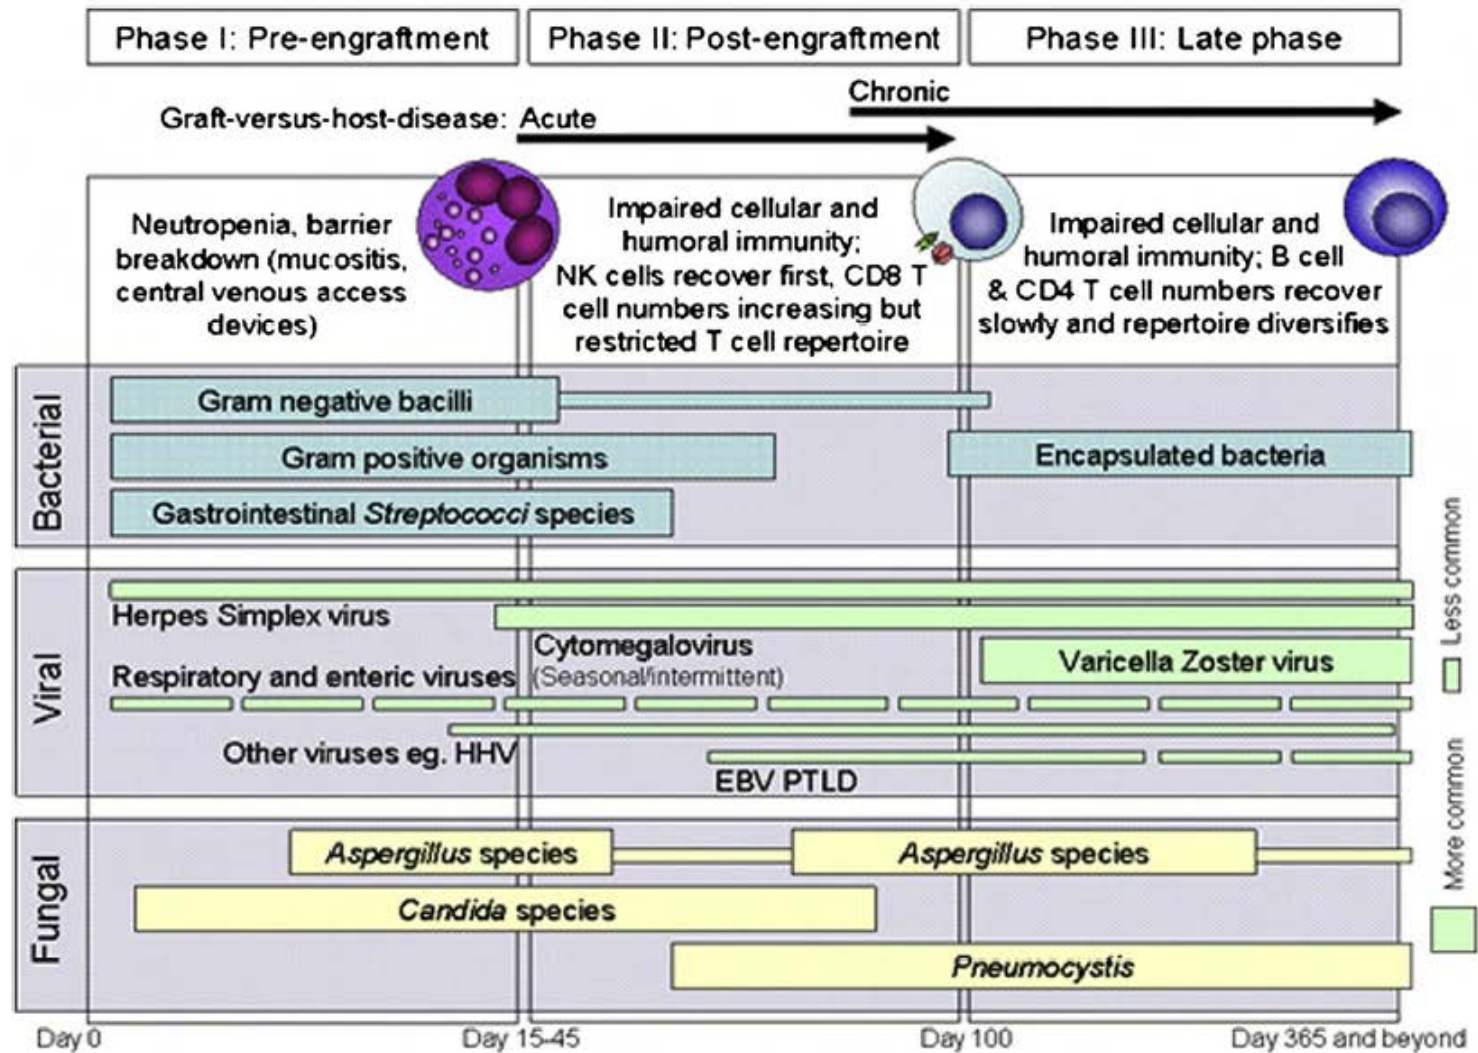 Phase I: Pre-engraftment
Phase II: Post-engraftment
Phase III: Late phase
Chronic
Graft-versus-host-disease: Acute
Neutropenia, barrier
breakdown (mucositis,
central venous access
devices)
Impaired cellular and
humoral immunity;
NK cells recover first, CD8 T
cell numbers increasing but
restricted T cell repertoire
Impaired cellular and
humoral immunity; B cell
& CD4 T cell numbers recover
slowly and repertoire diversifies
Bacterial
Gram negative bacilli
Gram positive organisms
Encapsulated bacteria
Gastrointestinal Streptococci species
Viral
Herpes Simplex virus
Cytomegalovirus
Respiratory and enteric viruses (Seasonal/intermittent)
Varicella Zoster virus
Other viruses eg. HHV
EBV PTLD
Fungal
Aspergillus species
Aspergillus species
Candida species
Pneumocystis
Less common
More common
Day 0
Day 15-45
Day 100
Day 365 and beyond